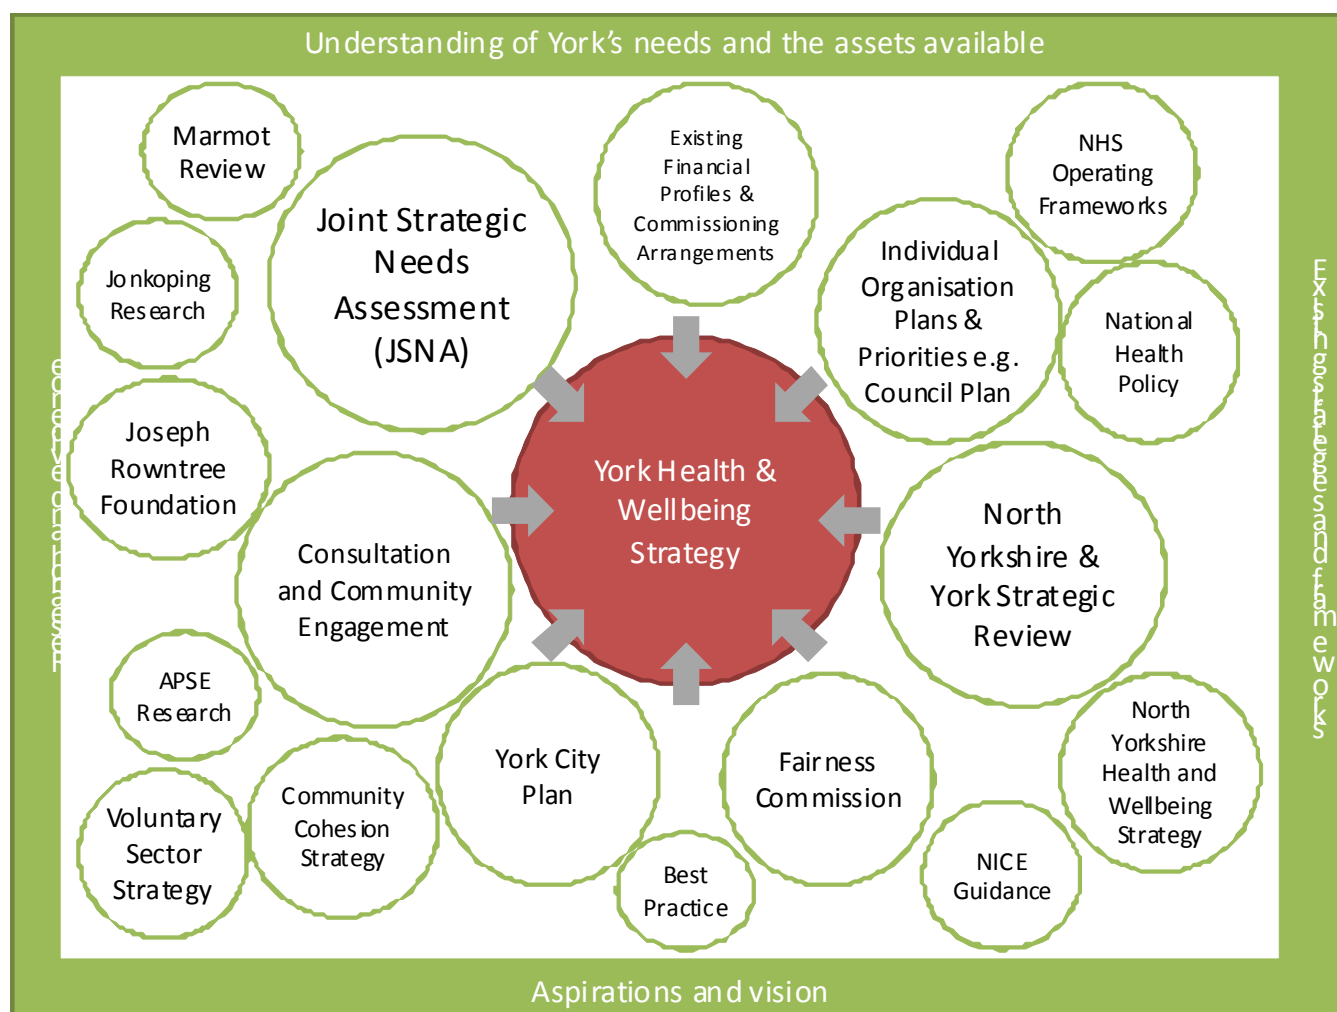 Understanding of York's needs and the assets available
Marmot
Review
Joint Strategic
Needs
Assessment
(JSNA)
Existing
Financial
Profiles &
Commissioning
Arrangements
NHS
Operating
Frameworks
Individual
Organisation
Plans &
Priorities e.g.
Council Plan
Jonkoping
Research
National
Health
Policy
Existing strategies and frameworks
Joseph
Rowntree
Foundation
York Health &
Wellbeing
Strategy
Consultation
and Community
Engagement
North
Yorkshire &
York Strategic
Review
APSE
Research
York City
Plan
Fairness
Commission
North
Yorkshire
Health and
Wellbeing
Strategy
Voluntary
Sector
Strategy
Community
Cohesion
Strategy
Best
Practice
NICE
Guidance
Aspirations and vision